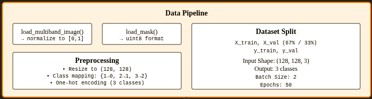 Data Pipeline
load_multiband_image()
→ normalize to [0,1]
load_mask()
→ uint8 format
Preprocessing
• Resize to (128, 128)
• Class mapping: {1→0, 2→1, 3→2}
• One-hot encoding (3 classes)
Dataset Split
X_train, X_val (67% / 33%)
y_train, y_val
Input Shape: (128, 128, 3)
Output: 3 classes
Batch Size: 2
Epochs: 50